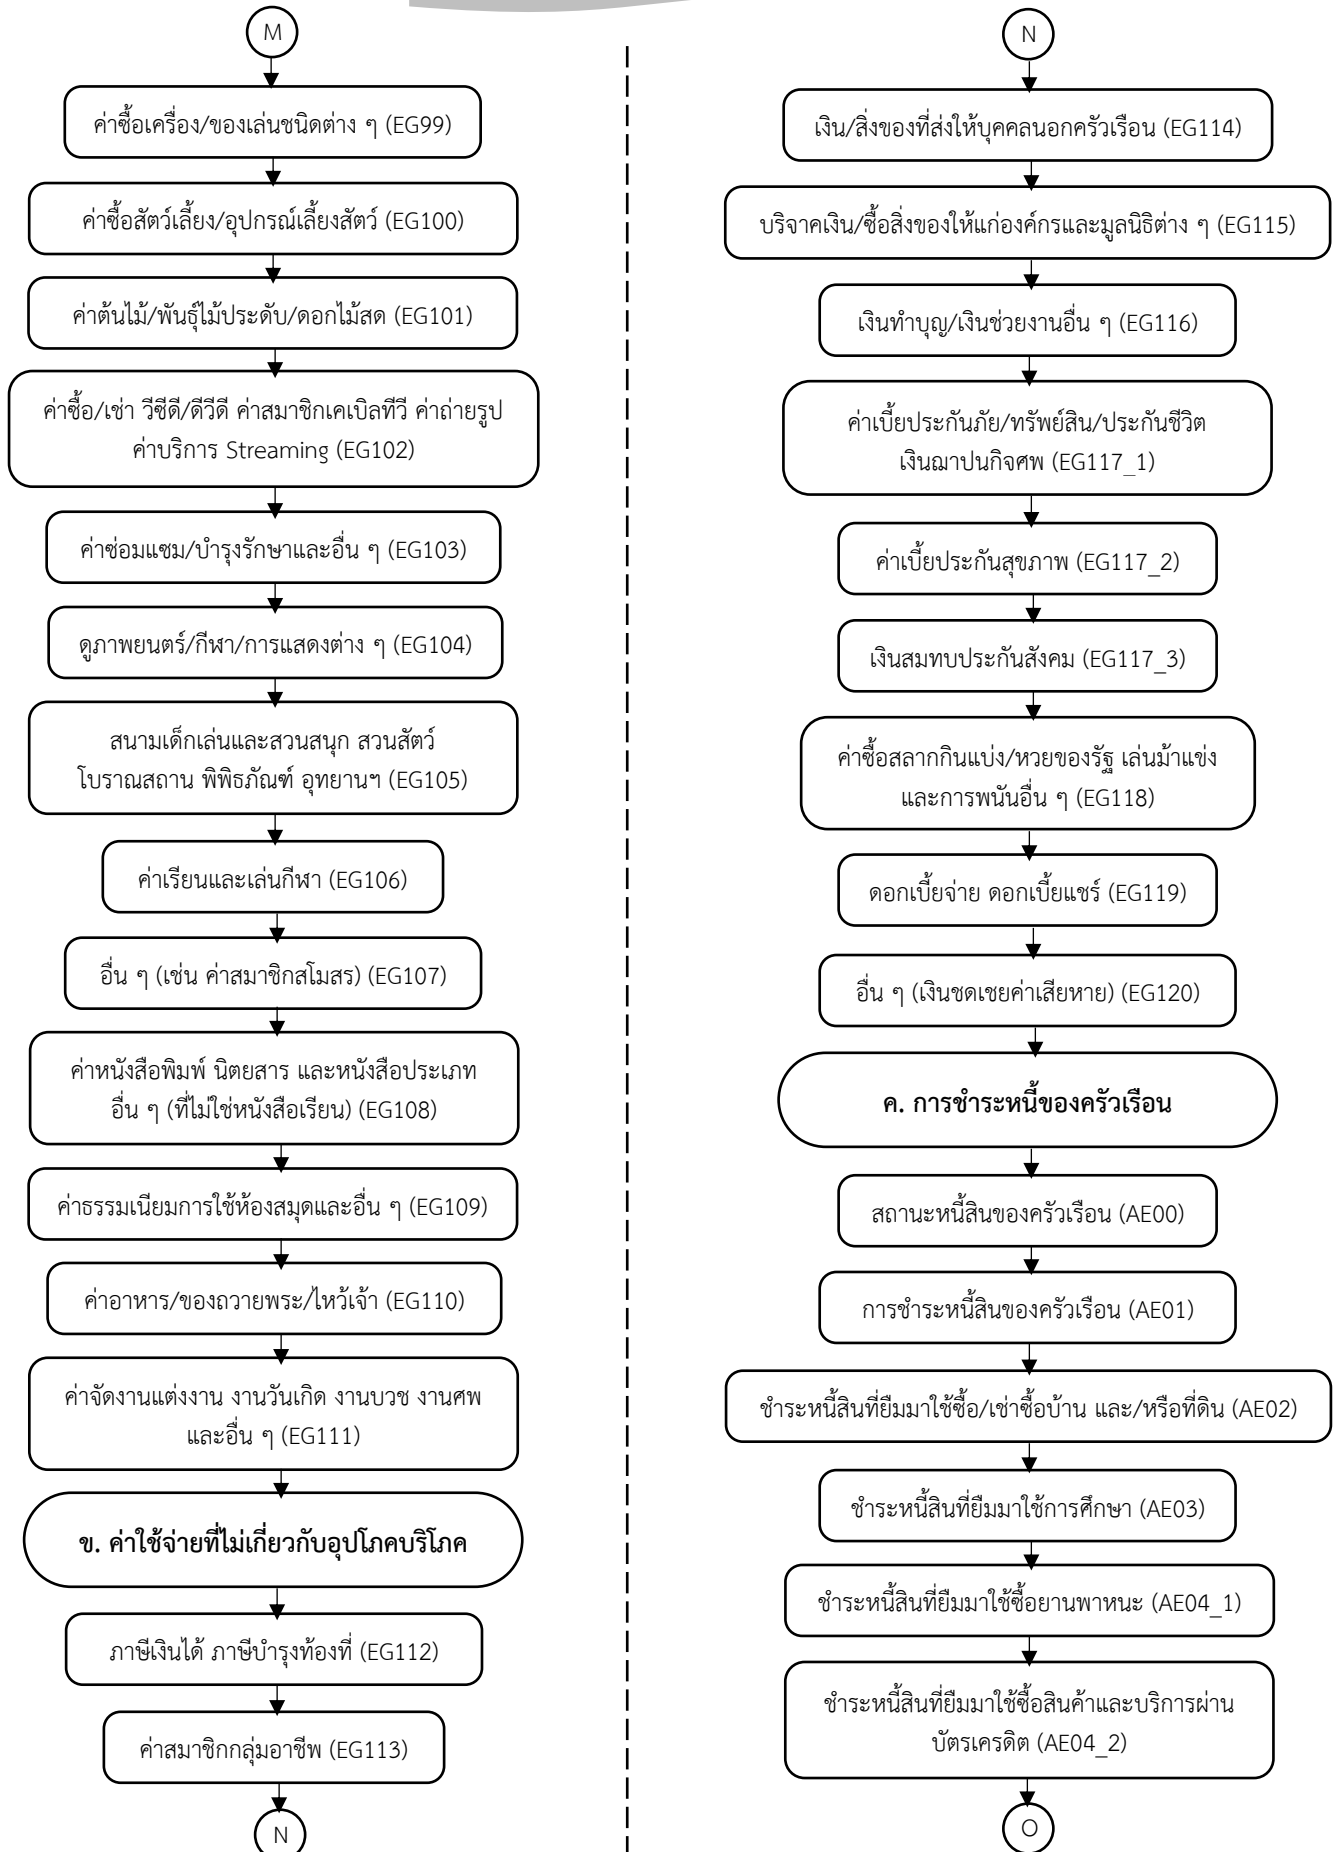 M
ค่าซื้อเครื่อง/ของเล่นชนิดต่าง ๆ (EG99)
ค่าซื้อสัตว์เลี้ยง/อุปกรณ์เลี้ยงสัตว์ (EG100)
ค่าต้นไม้/พันธุ์ไม้ประดับ/ดอกไม้สด (EG101)
ค่าซื้อ/เช่า วีซีดี/ดีวีดี ค่าสมาชิกเคเบิลทีวี ค่าถ่ายรูป
ค่าบริการ Streaming (EG102)
ค่าซ่อมแซม/บำรุงรักษาและอื่น ๆ (EG103)
ดูภาพยนตร์/กีฬา/การแสดงต่าง ๆ (EG104)
สนามเด็กเล่นและสวนสนุก สวนสัตว์
โบราณสถาน พิพิธภัณฑ์ อุทยานฯ (EG105)
ค่าเรียนและเล่นกีฬา (EG106)
อื่น ๆ (เช่น ค่าสมาชิกสโมสร) (EG107)
ค่าหนังสือพิมพ์ นิตยสาร และหนังสือประเภท
อื่น ๆ (ที่ไม่ใช่หนังสือเรียน) (EG108)
ค่าธรรมเนียมการใช้ห้องสมุดและอื่น ๆ (EG109)
ค่าอาหาร/ของถวายพระ/ไหว้เจ้า (EG110)
ค่าจัดงานแต่งงาน งานวันเกิด งานบวช งานศพ
และอื่น ๆ (EG111)
ข. ค่าใช้จ่ายที่ไม่เกี่ยวกับอุปโภคบริโภค
ภาษีเงินได้ ภาษีบำรุงท้องที่ (EG112)
ค่าสมาชิกกลุ่มอาชีพ (EG113)
N
N
เงิน/สิ่งของที่ส่งให้บุคคลนอกครัวเรือน (EG114)
บริจาคเงิน/ซื้อสิ่งของให้แก่องค์กรและมูลนิธิต่าง ๆ (EG115)
เงินทำบุญ/เงินช่วยงานอื่น ๆ (EG116)
ค่าเบี้ยประกันภัย/ทรัพย์สิน/ประกันชีวิต
เงินฌาปนกิจศพ (EG117_1)
ค่าเบี้ยประกันสุขภาพ (EG117_2)
เงินสมทบประกันสังคม (EG117_3)
ค่าซื้อสลากกินแบ่ง/หวยของรัฐ เล่นม้าแข่ง
และการพนันอื่น ๆ (EG118)
ดอกเบี้ยจ่าย ดอกเบี้ยแชร์ (EG119)
อื่น ๆ (เงินชดเชยค่าเสียหาย) (EG120)
ค. การชำระหนี้ของครัวเรือน
สถานะหนี้สินของครัวเรือน (AE00)
การชำระหนี้สินของครัวเรือน (AE01)
ชำระหนี้สินที่ยืมมาใช้ซื้อ/เช่าซื้อบ้าน และ/หรือที่ดิน (AE02)
ชำระหนี้สินที่ยืมมาใช้การศึกษา (AE03)
ชำระหนี้สินที่ยืมมาใช้ซื้อยานพาหนะ (AE04_1)
ชำระหนี้สินที่ยืมมาใช้ซื้อสินค้าและบริการผ่าน
บัตรเครดิต (AE04_2)
O